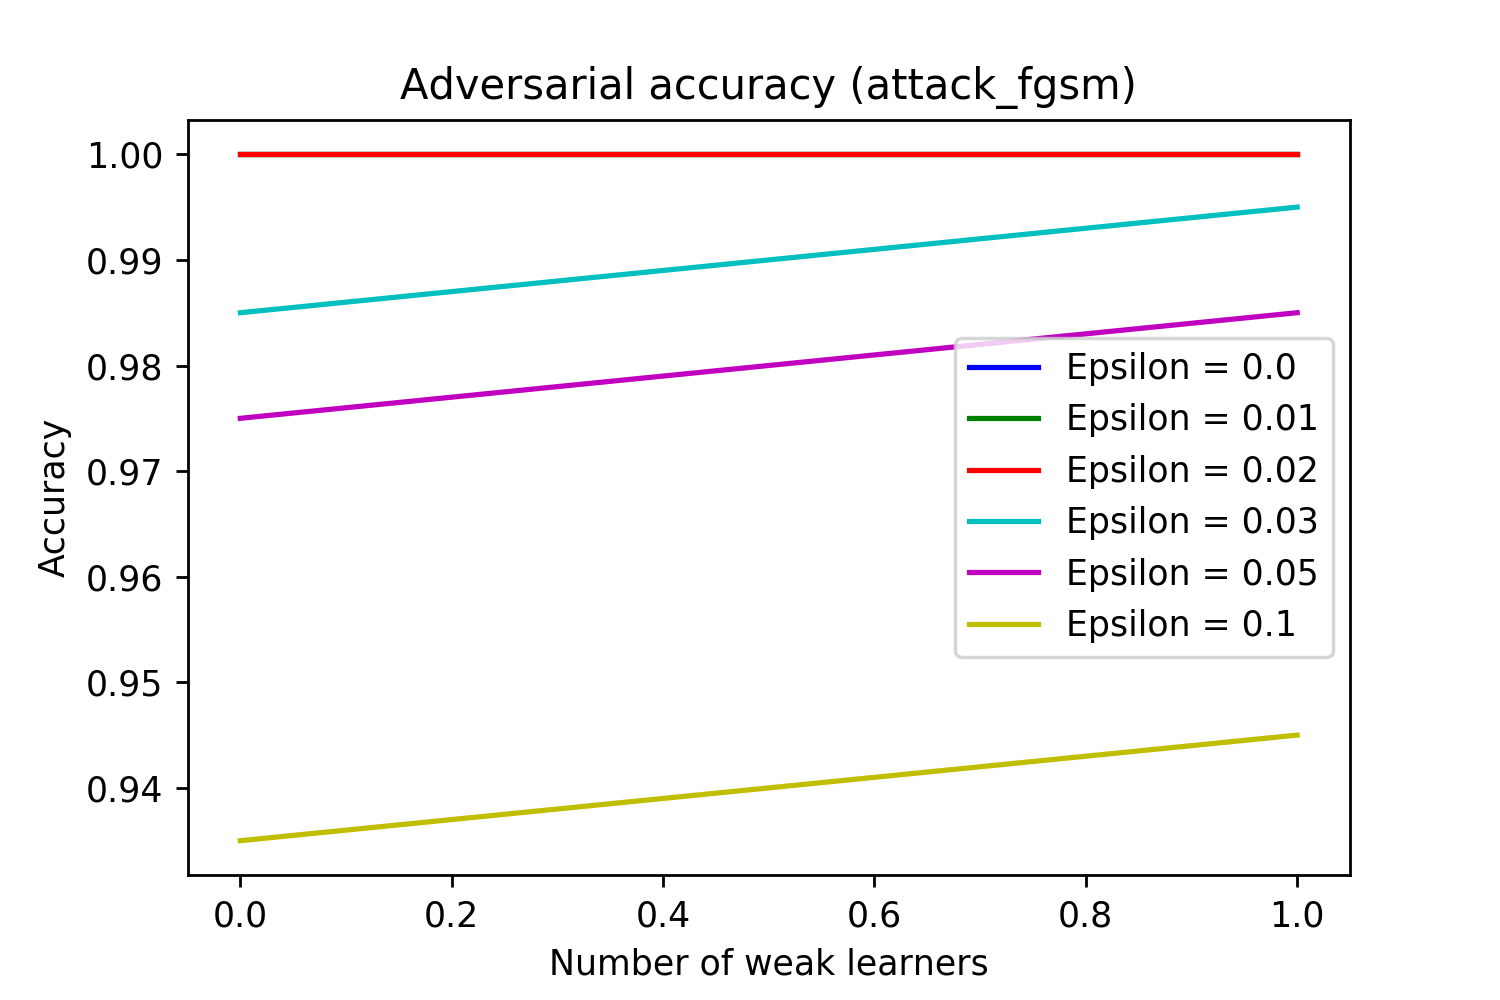 Adversarial accuracy (attack_fgsm)
1.00
0.99
0.98
0.97
0.96
0.95
0.94
Accuracy
Epsilon = 0.0
Epsilon = 0.01
Epsilon = 0.02
Epsilon = 0.03
Epsilon = 0.05
Epsilon = 0.1
0.0 0.2 0.4 0.6 0.8 1.0
Number of weak learners